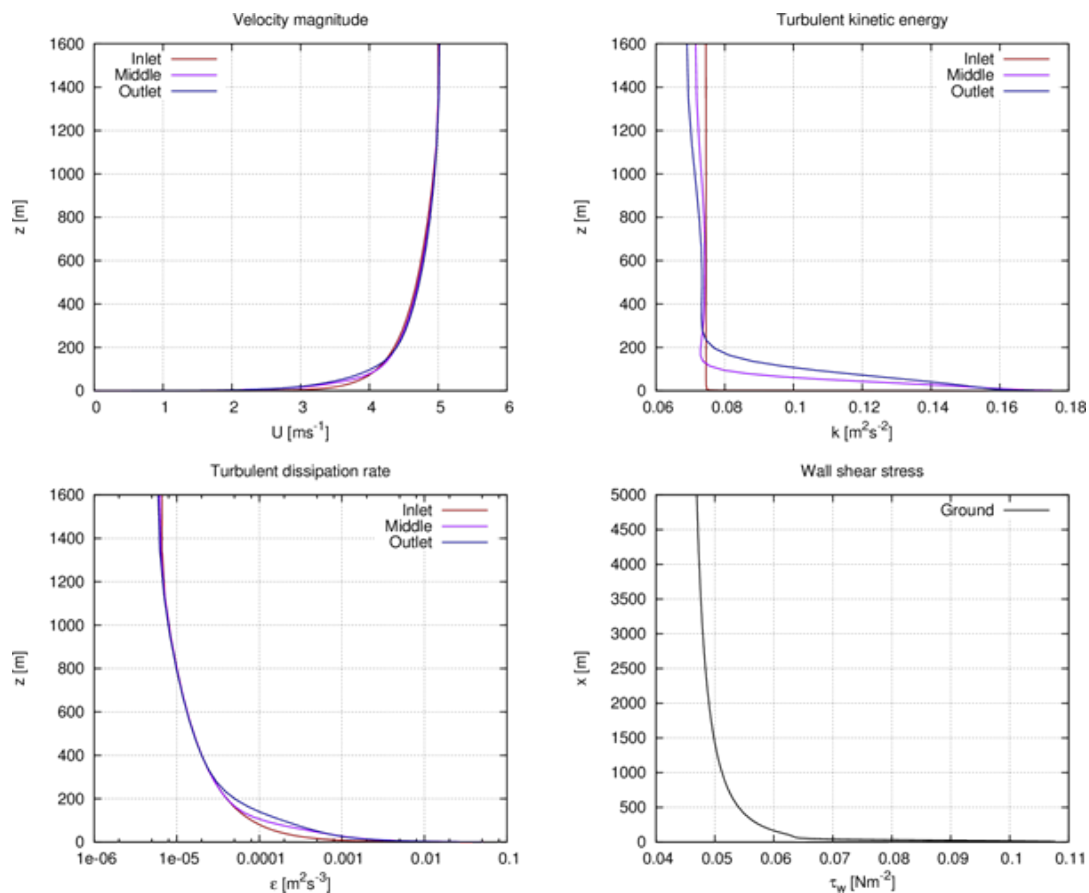 Velocity magnitude
1600
1400
1200
1000
800
600
400
200
0
z [m]
Inlet
Middle
Outlet
0 1 2 3 4 5 6
U [ms⁻¹]
Turbulent kinetic energy
1600
1400
1200
1000
800
600
400
200
0
z [m]
Inlet
Middle
Outlet
0.06 0.08 0.1 0.12 0.14 0.16 0.18
k [m²s⁻²]
Turbulent dissipation rate
1600
1400
1200
1000
800
600
400
200
0
z [m]
Inlet
Middle
Outlet
1e-06 1e-05 0.0001 0.001 0.01 0.1
ε [m²s⁻³]
Wall shear stress
5000
4500
4000
3500
3000
2500
2000
1500
1000
500
0
x [m]
Ground
0.04 0.05 0.06 0.07 0.08 0.09 0.1 0.11
τw [Nm⁻²]